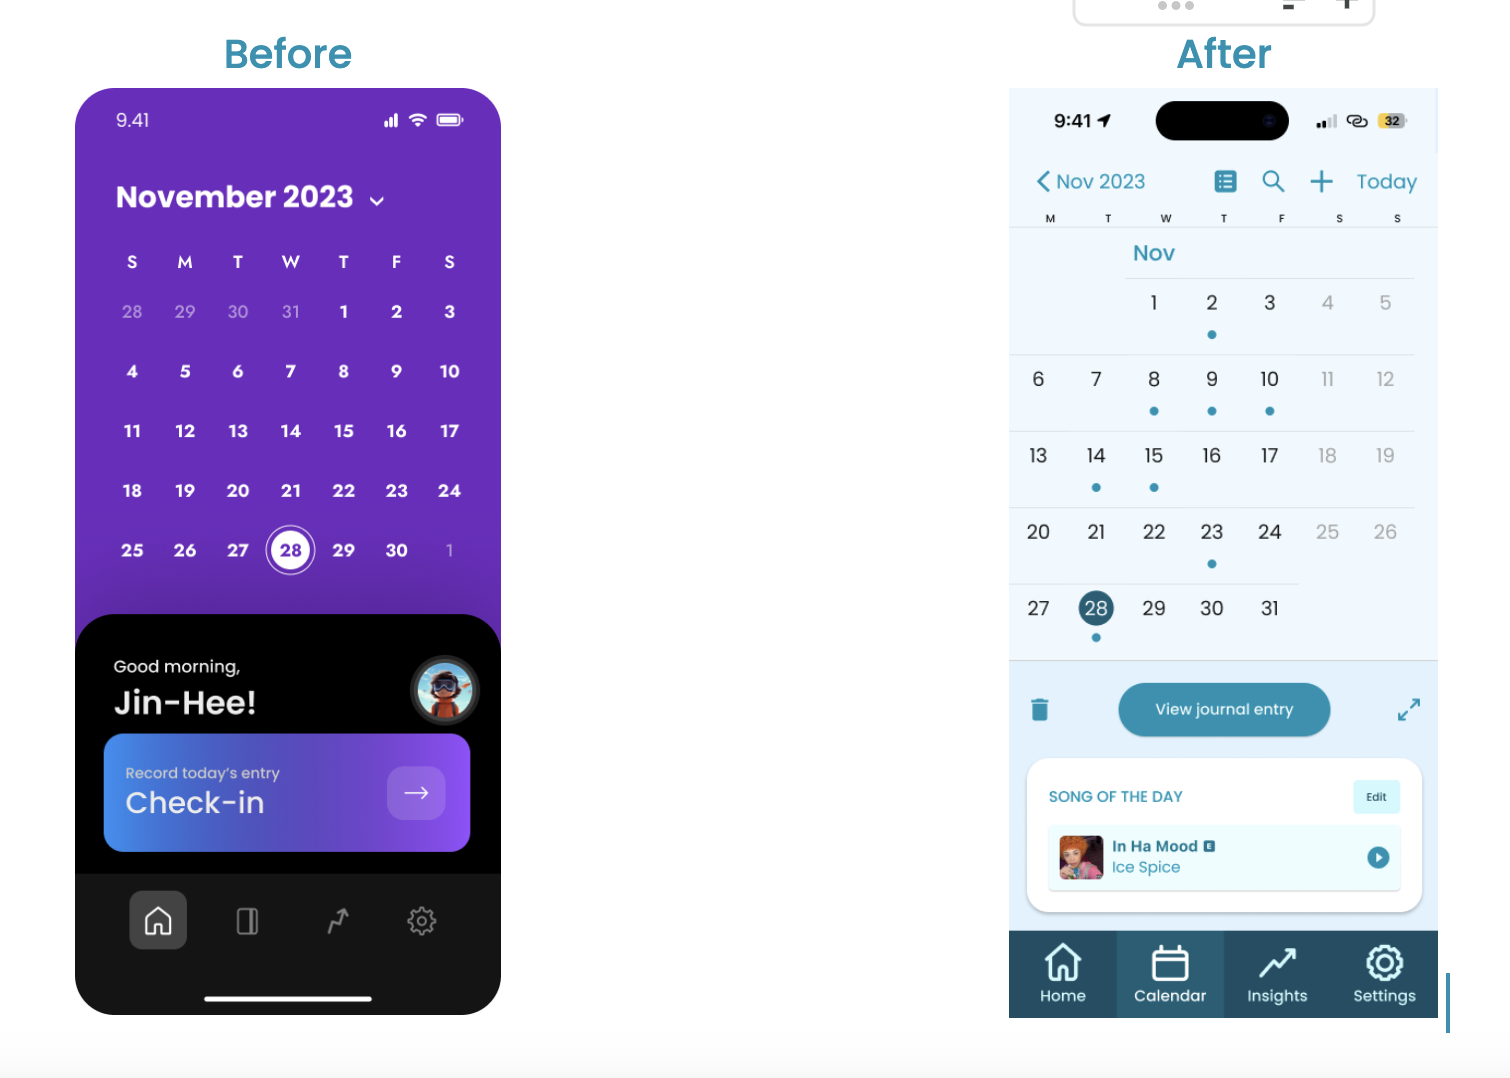 Before
9.41
November 2023
S M T W T F S
28 29 30 31 1 2 3
4 5 6 7 8 9 10
11 12 13 14 15 16 17
18 19 20 21 22 23 24
25 26 27 28 29 30 1
Good morning,
Jin-Hee!
Record today's entry
Check-in
After
9:41
32
Nov 2023
Today
M T W T F S S
Nov
1 2 3 4 5
6 7 8 9 10 11 12
13 14 15 16 17 18 19
20 21 22 23 24 25 26
27 28 29 30 31
View journal entry
SONG OF THE DAY
Edit
In Ha Mood E
Ice Spice
Home Calendar Insights Settings